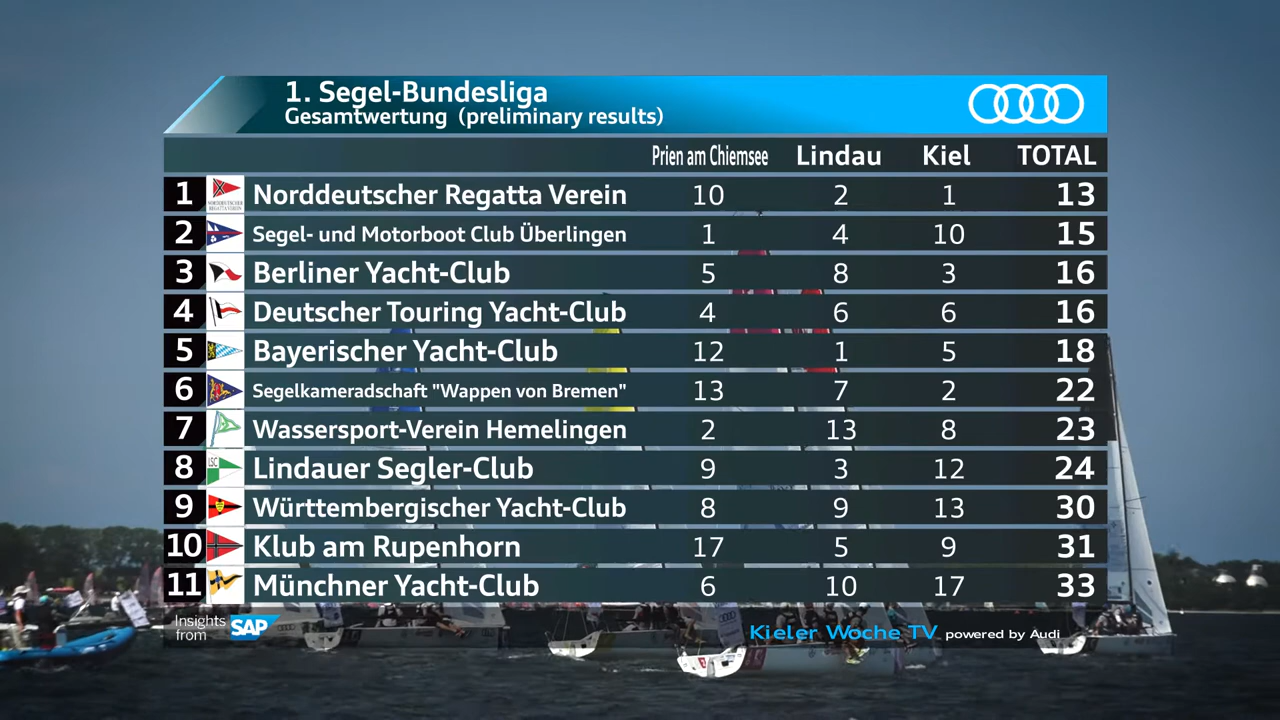 1. Segel-Bundesliga
Gesamtwertung (preliminary results)
Prien am Chiemsee Lindau Kiel TOTAL
1 Norddeutscher Regatta Verein 10 2 1 13
2 Segel- und Motorboot Club Überlingen 1 4 10 15
3 Berliner Yacht-Club 5 8 3 16
4 Deutscher Touring Yacht-Club 4 6 6 16
5 Bayerischer Yacht-Club 12 1 5 18
6 Segelkameradschaft "Wappen von Bremen" 13 7 2 22
7 Wassersport-Verein Hemelingen 2 13 8 23
8 LSC Lindauer Segler-Club 9 3 12 24
9 Württembergischer Yacht-Club 8 9 13 30
10 Klub am Rupenhorn 17 5 9 31
11 Münchner Yacht-Club 6 10 17 33
Insights
from SAP
Kieler Woche TV powered by Audi